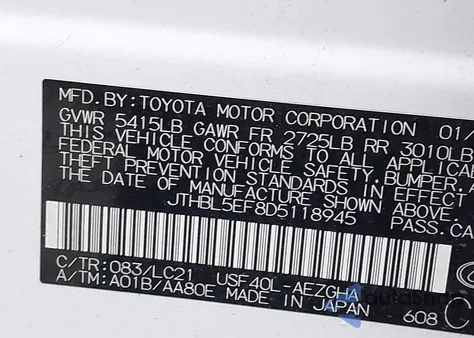 MFD.BY:TOYOTA MOTOR CORPORATION 01
GVWR 5415LB GAWR FR 2725LB RR 3010LB
THIS VEHICLE CONFORMS TO ALL APPLICA
FEDERAL MOTOR VEHICLE SAFETY.BUMPER.
THEFT PREVENTION STANDARDS IN EFFECT
THE DATE OF MANUFACTURE SHOWN ABOVE.
JTHBL5EF8D5118945 PASS.CA
C/TR:083/LC21 USF40L-AEZGHA
A/TM:A01B/AA80E MADE IN JAPAN 608